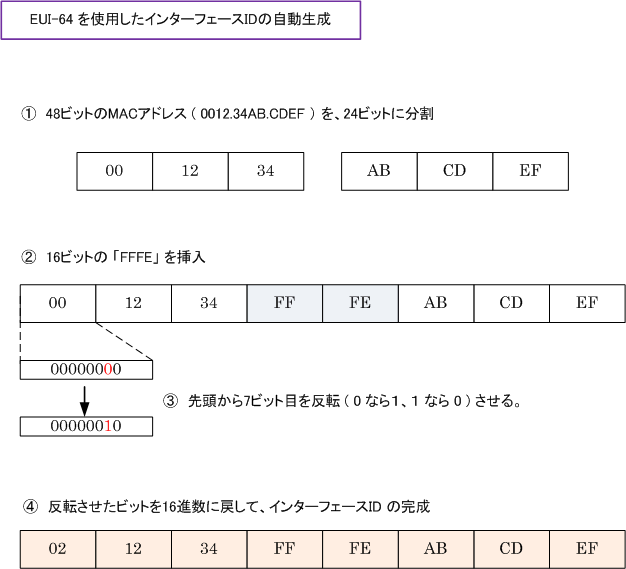 EUI-64 を使用したインターフェースIDの自動生成
① 48ビットのMACアドレス ( 0012.34AB.CDEF ) を、24ビットに分割
00 12 34 AB CD EF
② 16ビットの 「FFFE」 を挿入
00 12 34 FF FE AB CD EF
00000000
③ 先頭から7ビット目を反転 ( 0 なら1、1 なら 0 ) させる。
00000010
④ 反転させたビットを16進数に戻して、インターフェースID の完成
02 12 34 FF FE AB CD EF